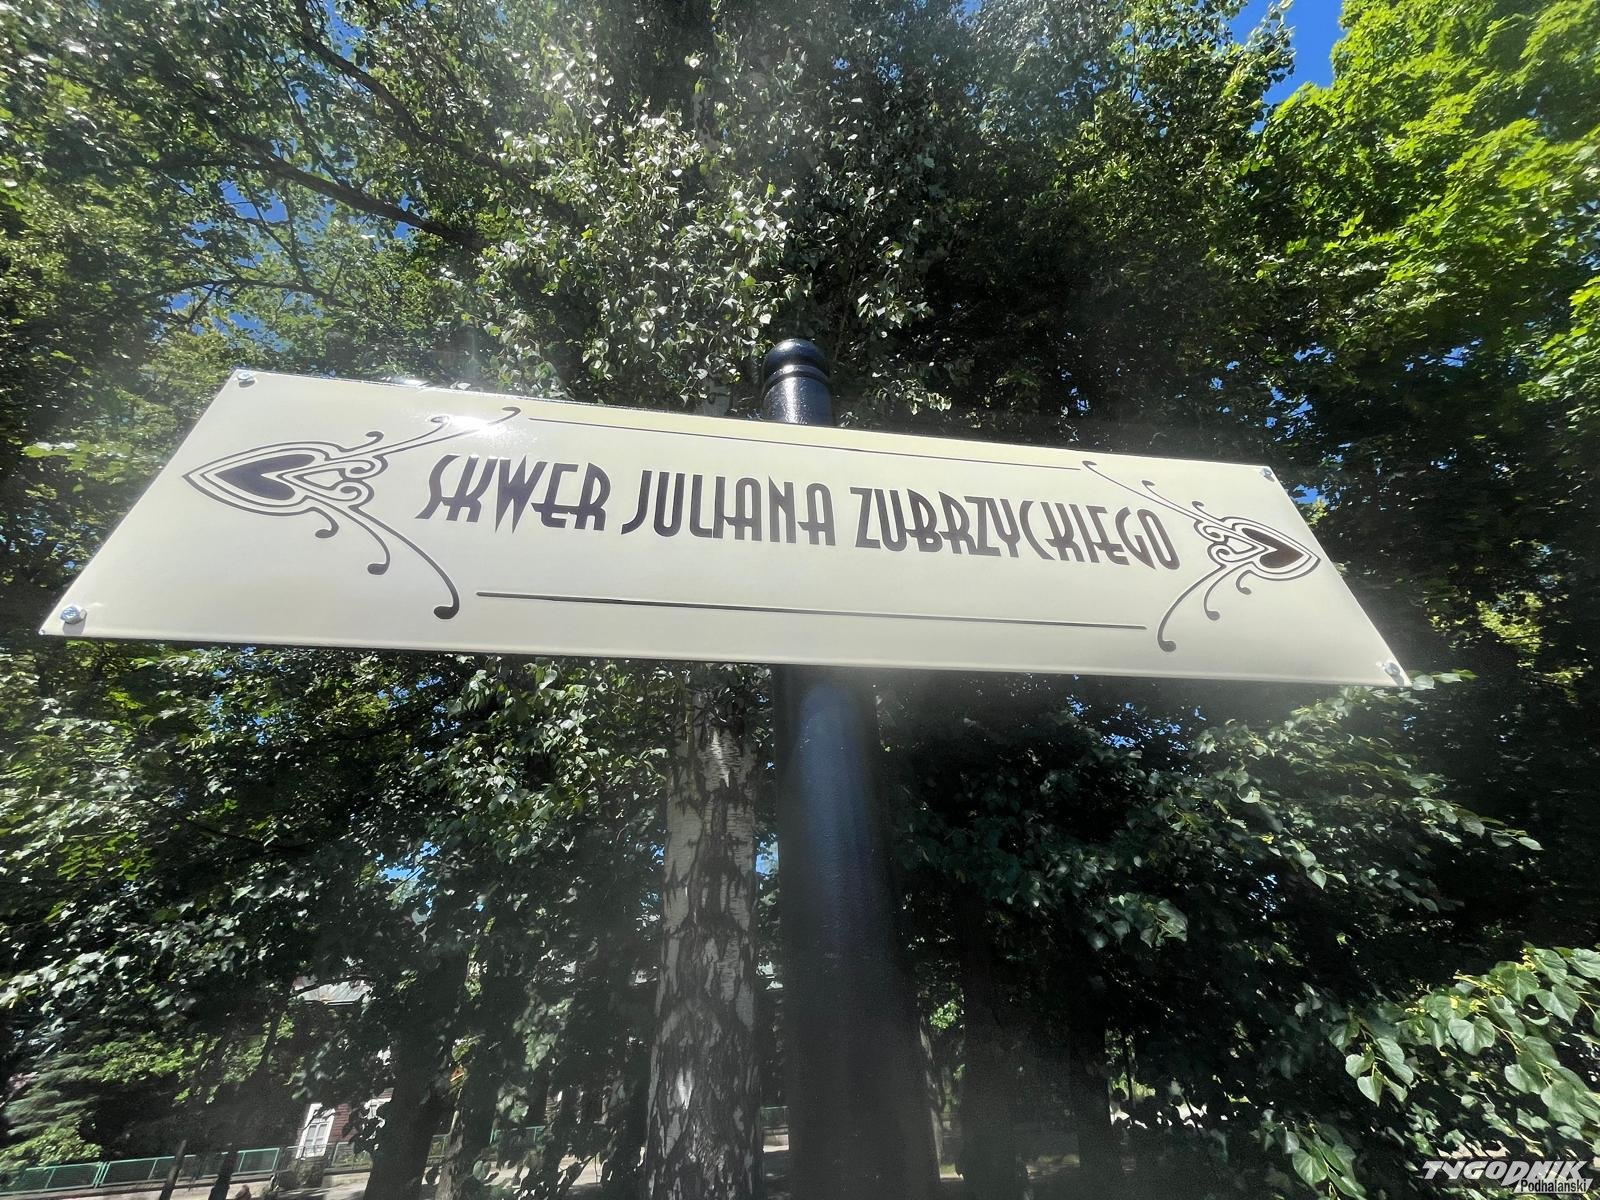 SKWER JULIANA ZUBRZYCKIEGO
TYGODNIK
Podhalański